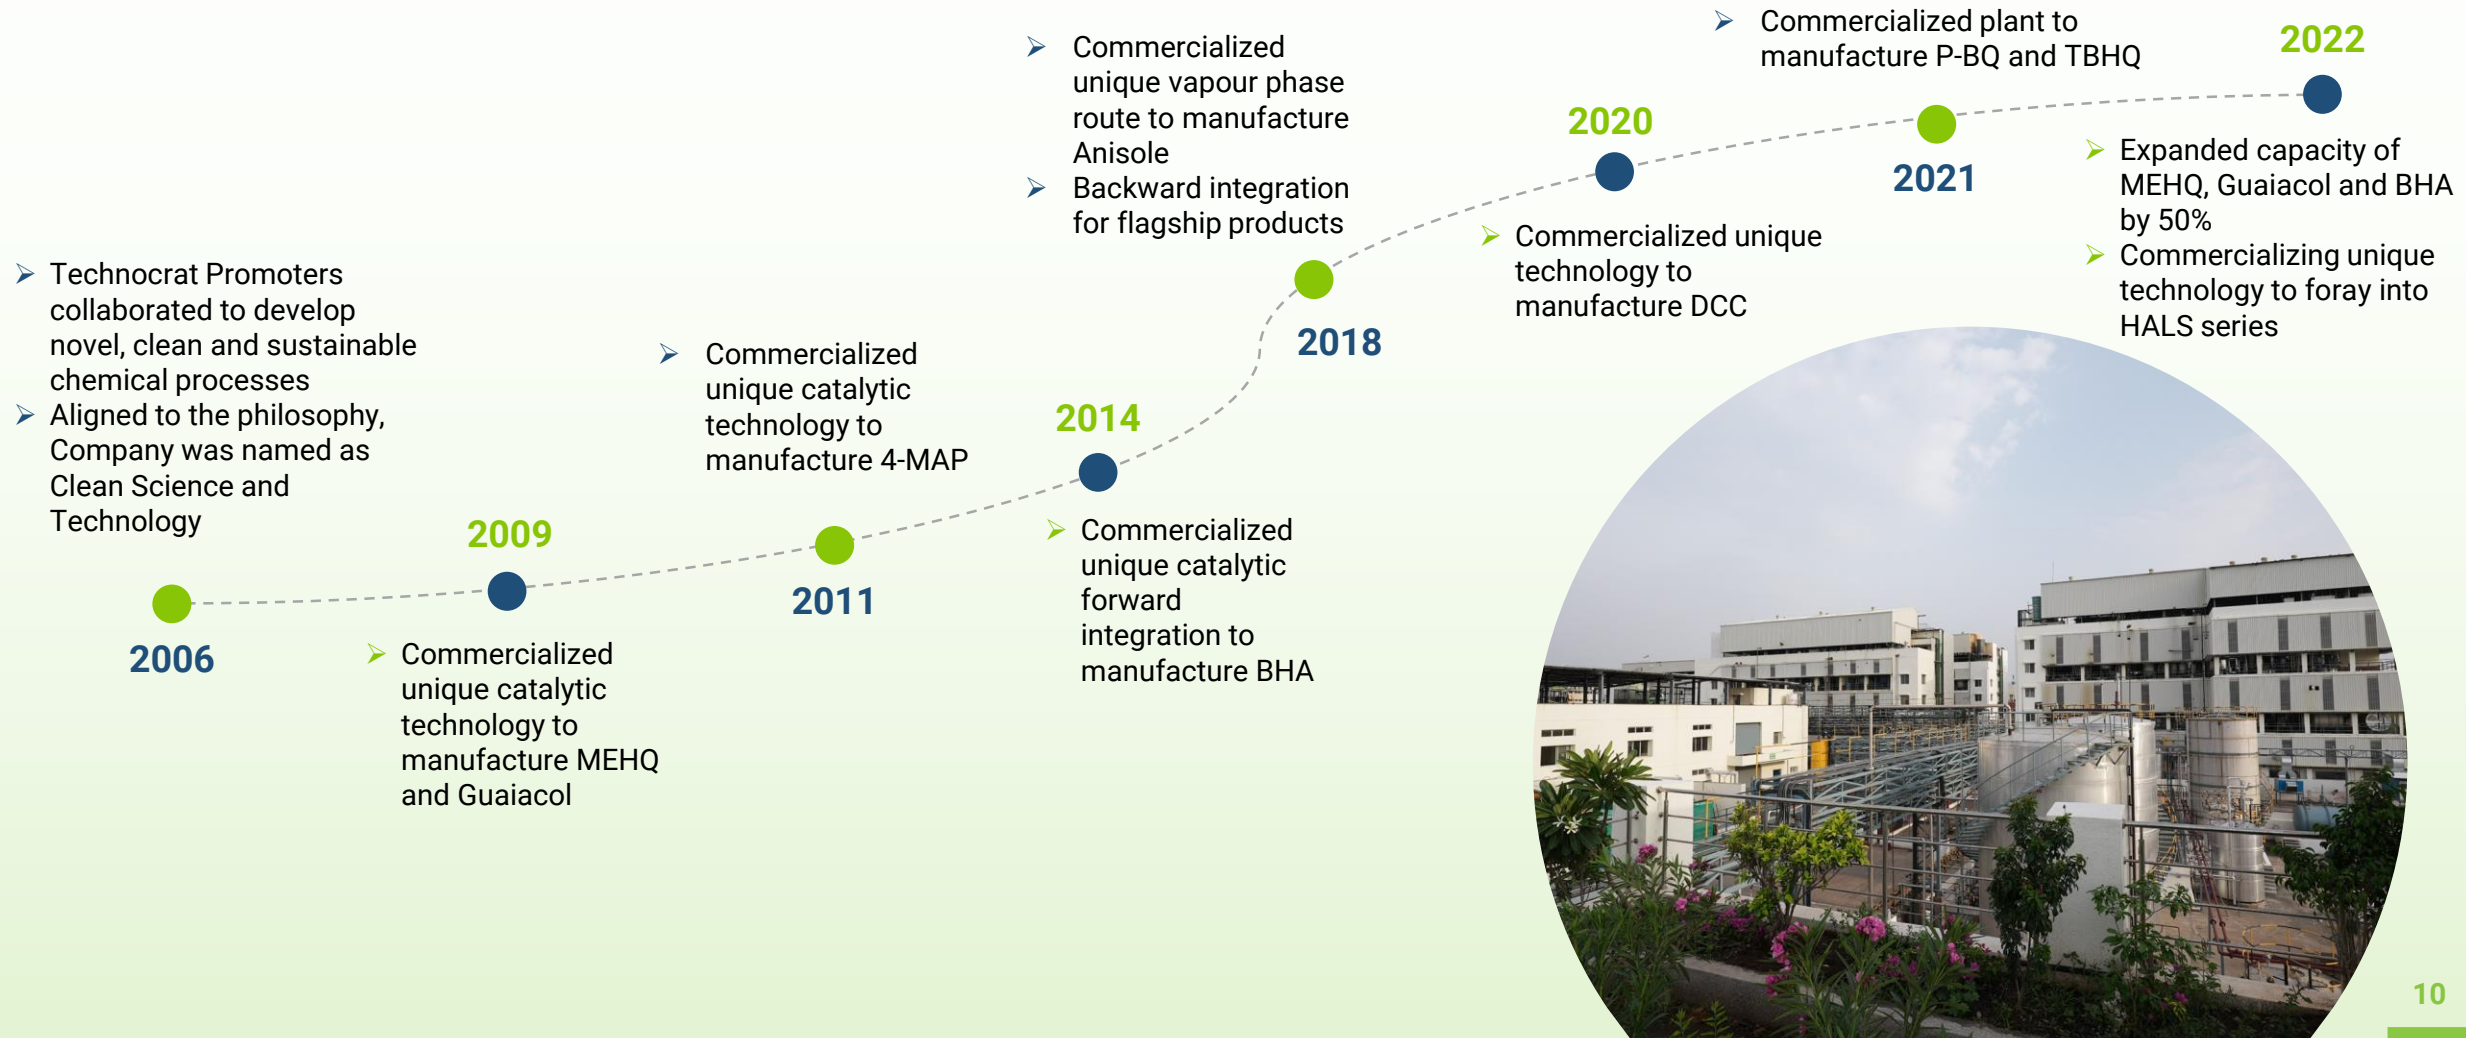 Technocrat Promoters
collaborated to develop
novel, clean and sustainable
chemical processes
Aligned to the philosophy,
Company was named as
Clean Science and
Technology
2006
2009
Commercialized
unique catalytic
technology to
manufacture MEHQ
and Guaiacol
Commercialized
unique catalytic
technology to
manufacture 4-MAP
2011
2014
Commercialized
unique catalytic
forward
integration to
manufacture BHA
Commercialized
unique vapour phase
route to manufacture
Anisole
Backward integration
for flagship products
2018
2020
Commercialized unique
technology to
manufacture DCC
Commercialized plant to
manufacture P-BQ and TBHQ
2021
2022
Expanded capacity of
MEHQ, Guaiacol and BHA
by 50%
Commercializing unique
technology to foray into
HALS series
10